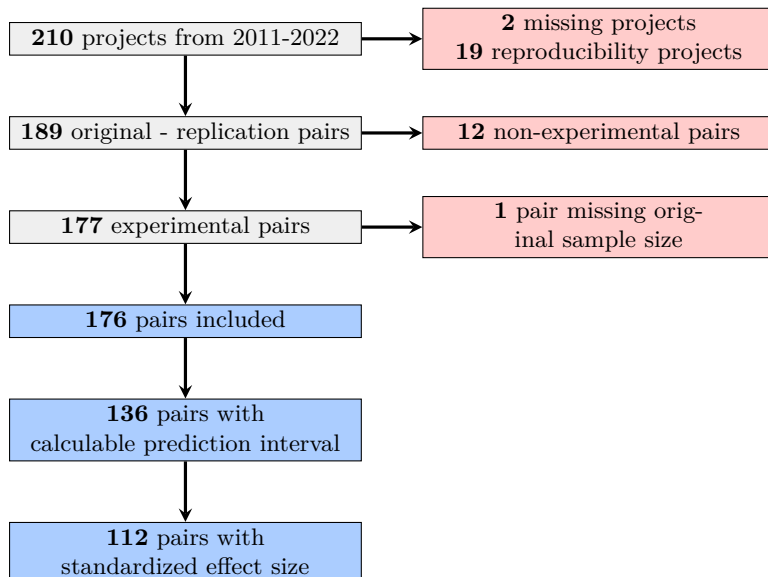 210 projects from 2011-2022
2 missing projects
19 reproducibility projects
189 original - replication pairs
12 non-experimental pairs
177 experimental pairs
1 pair missing orig-
inal sample size
176 pairs included
136 pairs with
calculable prediction interval
112 pairs with
standardized effect size